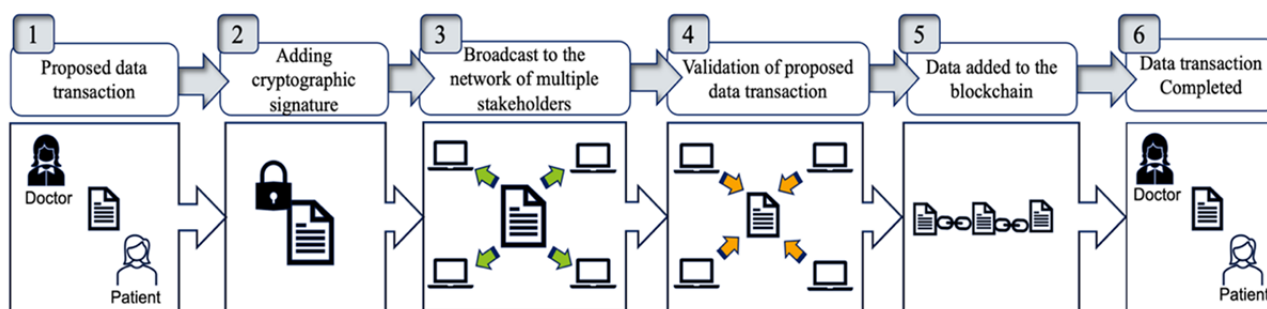 1
Proposed data
transaction
2
Adding
cryptographic
signature
3
Broadcast to the
network of multiple
stakeholders
4
Validation of proposed
data transaction
5
Data added to the
blockchain
6
Data transaction
Completed
Doctor
Patient
Doctor
Patient